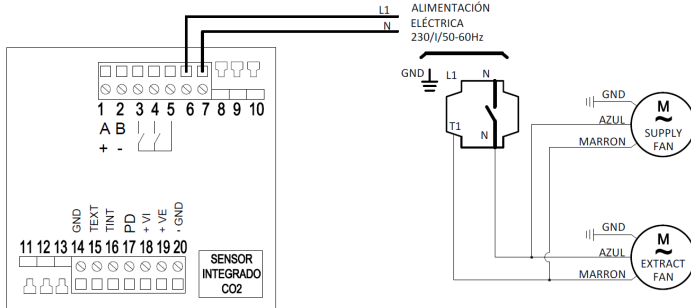 L1 ALIMENTACIÓN
N ELÉCTRICA
230/I/50-60Hz
GND L1 N
T1 N
GND
AZUL
MARRON
M
~
SUPPLY
FAN
GND
AZUL
MARRON
M
~
EXTRACT
FAN
1 2 3 4 5 6 7 8 9 10
A B
+ -
GND
TEXT
TINT
PD
+ VI
+ VE
- GND
11 12 13 14 15 16 17 18 19 20
SENSOR
INTEGRADO
CO2